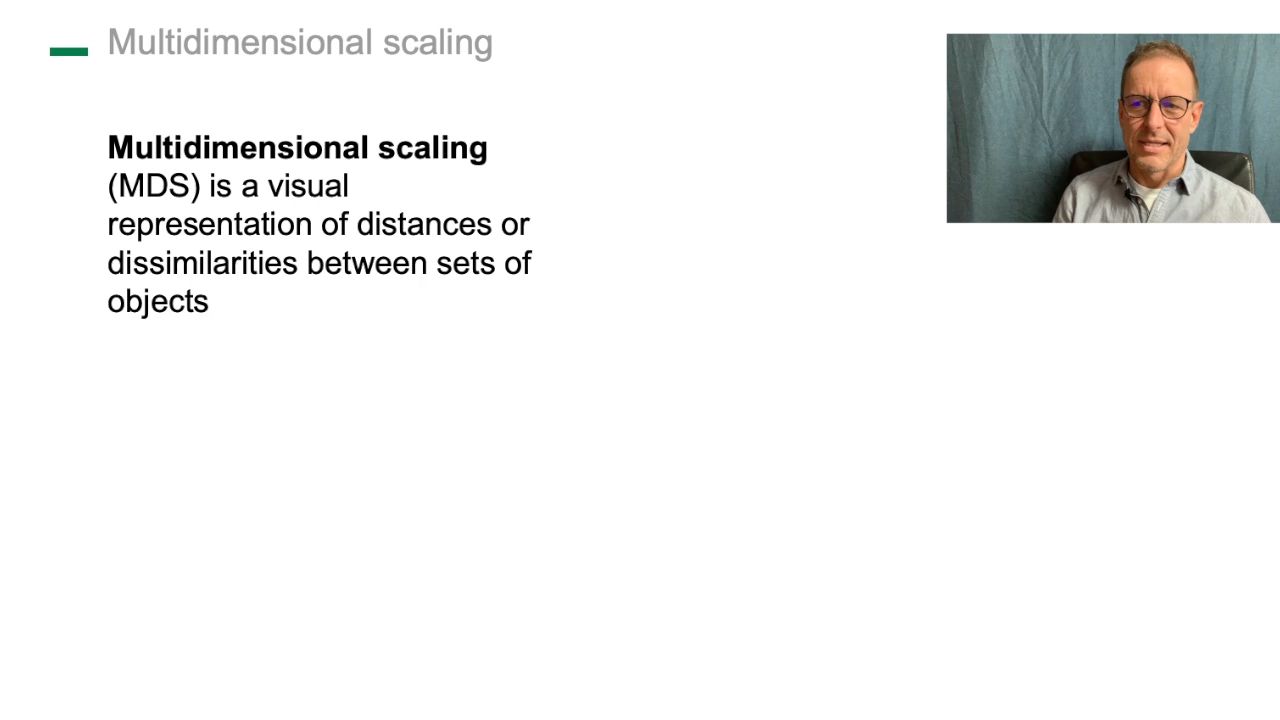 Multidimensional scaling
Multidimensional scaling
(MDS) is a visual
representation of distances or
dissimilarities between sets of
objects